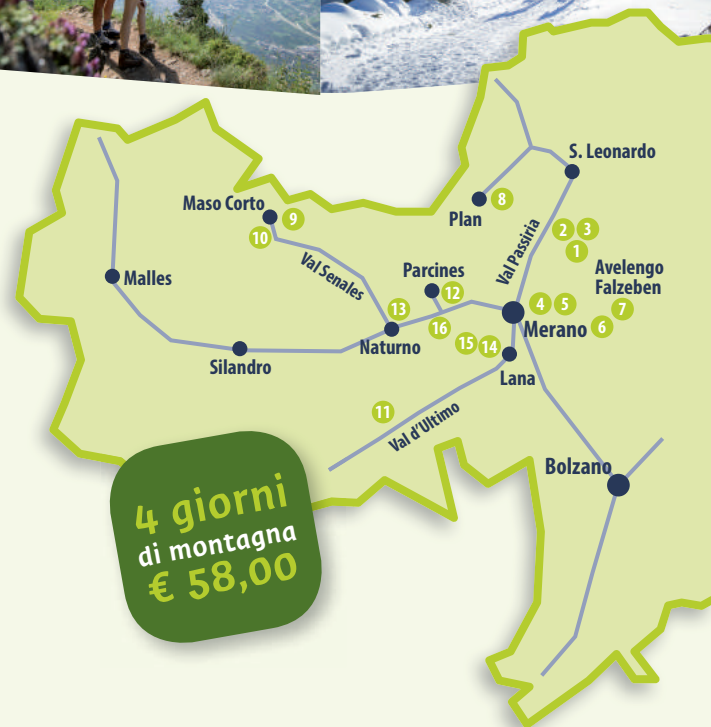 S. Leonardo
Plan
8
Maso Corto
9
10
Val Senales
Val Passiria
2
3
1
Avelengo
Falzeben
Malles
Parcines
12
13
16
4
5
7
6
Merano
Naturno
15
14
Silandro
Lana
11
Val d'Ultimo
Bolzano
4 giorni
di montagna
€ 58,00